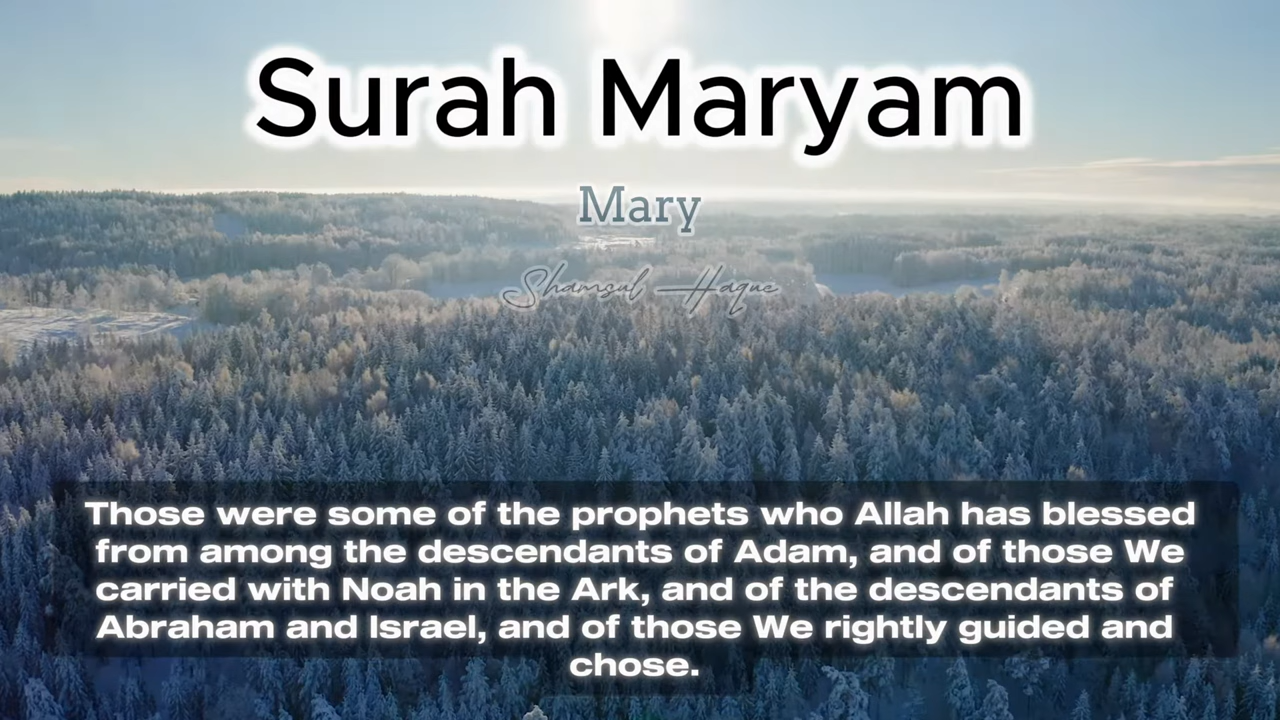 Surah Maryam
Mary
Shamsul Haque
Those were some of the prophets who Allah has blessed
from among the descendants of Adam, and of those We
carried with Noah in the Ark, and of the descendants of
Abraham and Israel, and of those We rightly guided and
chose.